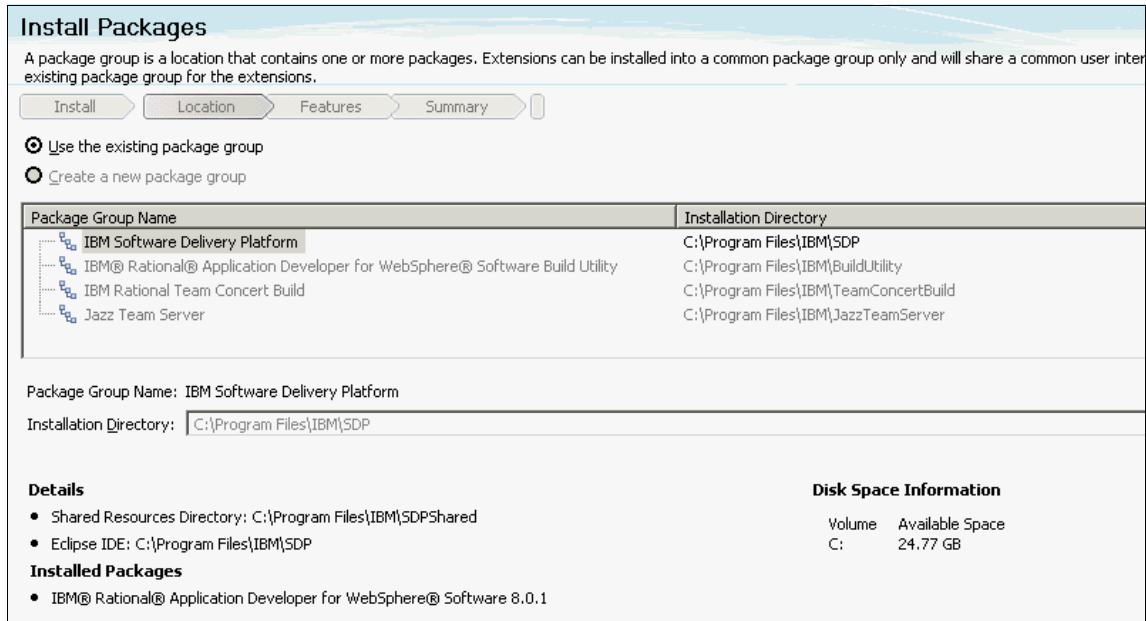 Install Packages
A package group is a location that contains one or more packages. Extensions can be installed into a common package group only and will share a common user inter
existing package group for the extensions.
Install Location Features Summary
Use the existing package group
Create a new package group
Package Group Name Installation Directory
IBM Software Delivery Platform C:\Program Files\IBM\SDP
IBM® Rational® Application Developer for WebSphere® Software Build Utility C:\Program Files\IBM\BuildUtility
IBM Rational Team Concert Build C:\Program Files\IBM\TeamConcertBuild
Jazz Team Server C:\Program Files\IBM\JazzTeamServer
Package Group Name: IBM Software Delivery Platform
Installation Directory: C:\Program Files\IBM\SDP
Details Disk Space Information
• Shared Resources Directory: C:\Program Files\IBM\SDPShared Volume Available Space
• Eclipse IDE: C:\Program Files\IBM\SDP C: 24.77 GB
Installed Packages
• IBM® Rational® Application Developer for WebSphere® Software 8.0.1